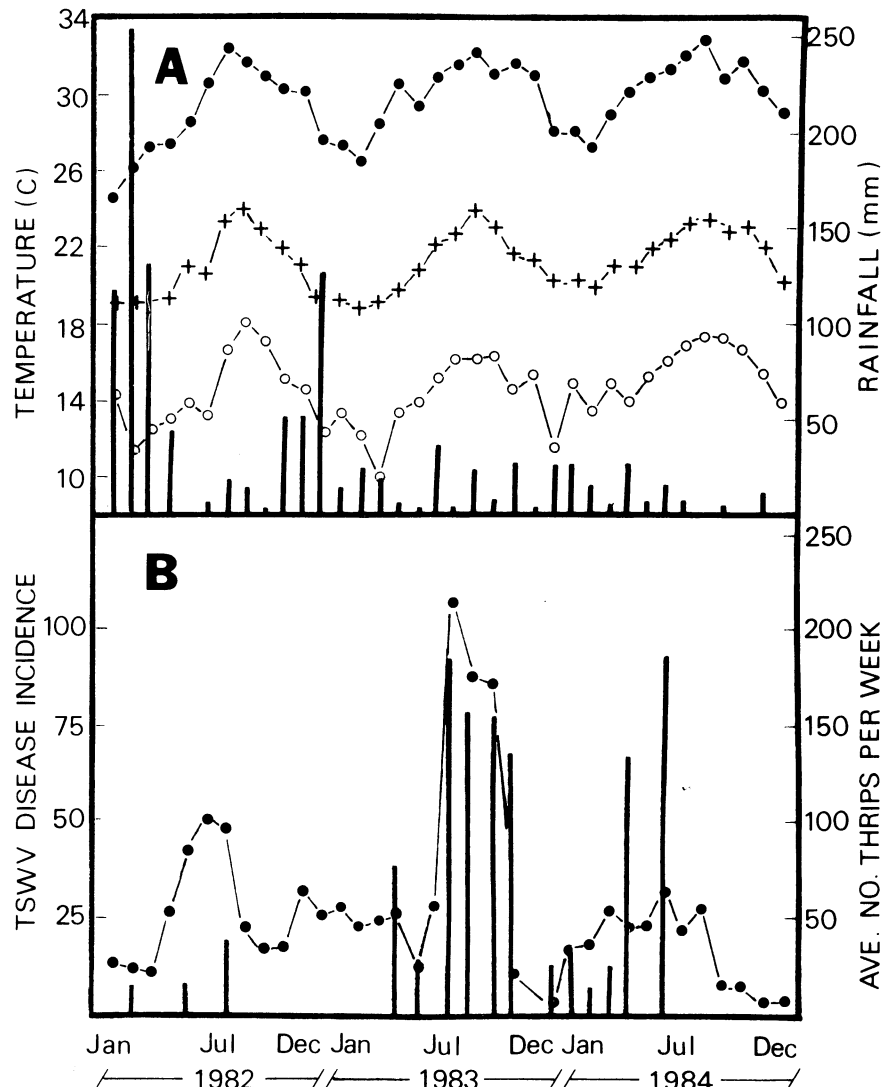 A
34
30
26
22
18
14
10
TEMPERATURE (C)
250
200
150
100
50
RAINFALL (mm)
B
100
75
50
25
TSWV DISEASE INCIDENCE
250
200
150
100
50
AVE. NO. THRIPS PER WEEK
Jan Jul Dec Jan Jul Dec Jan Jul Dec
1982 1983 1984